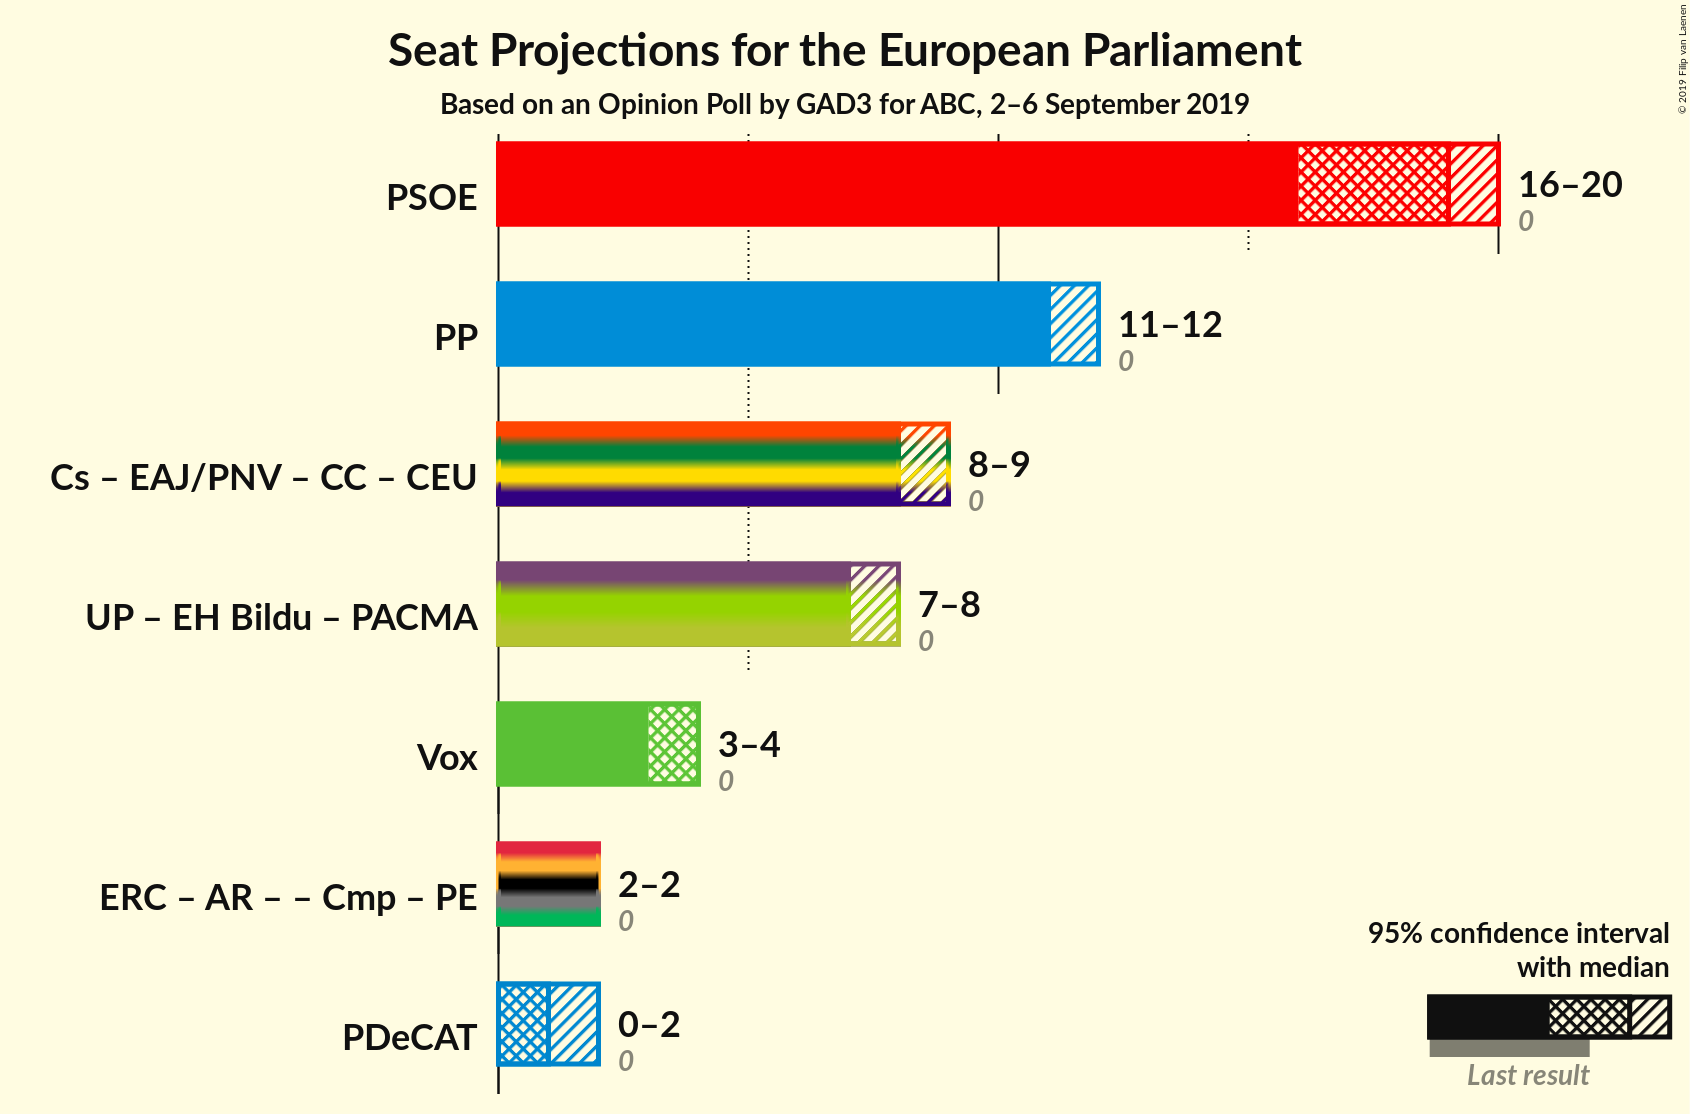 Seat Projections for the European Parliament
Based on an Opinion Poll by GAD3 for ABC, 2–6 September 2019
© 2019 Filip van Laenen
PSOE
16–20
0
PP
11–12
0
Cs – EAJ/PNV – CC – CEU
8–9
0
UP – EH Bildu – PACMA
7–8
0
Vox
3–4
0
ERC – AR – – Cmp – PE
2–2
0
PDeCAT
0–2
0
95% confidence interval
with median
Last result